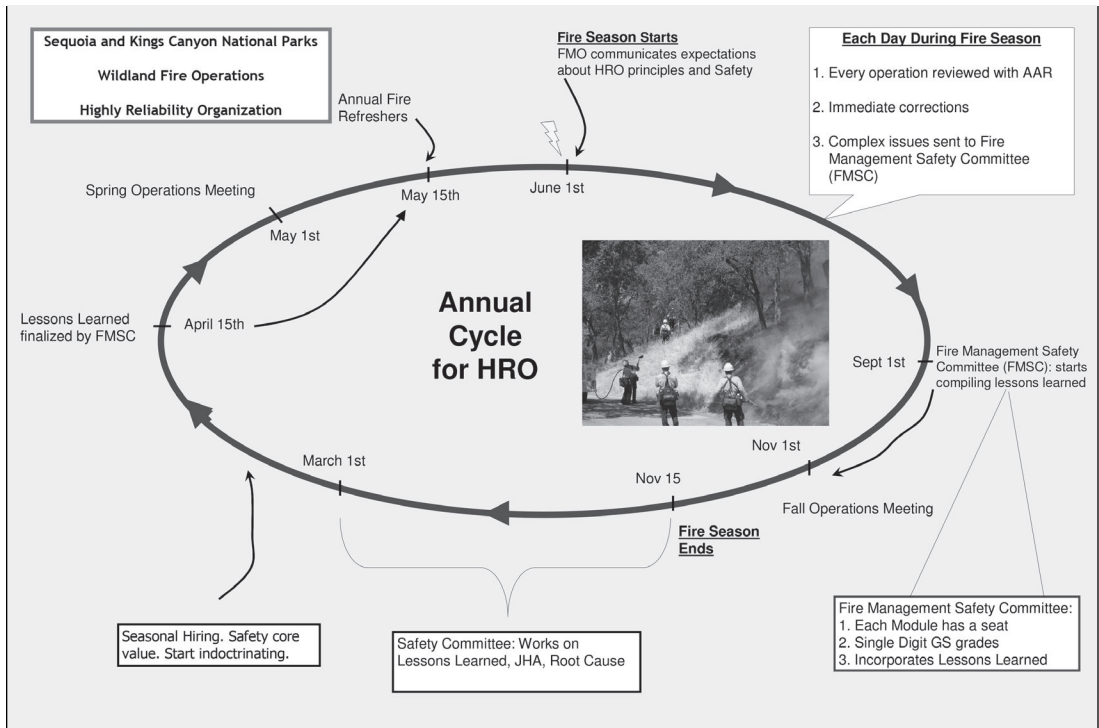 Sequoia and Kings Canyon National Parks
Wildland Fire Operations
Highly Reliability Organization
Fire Season Starts
FMO communicates expectations
about HRO principles and Safety
Each Day During Fire Season
1. Every operation reviewed with AAR
2. Immediate corrections
3. Complex issues sent to Fire
Management Safety Committee
(FMSC)
Annual Fire
Refreshers
May 15th
June 1st
Spring Operations Meeting
May 1st
Lessons Learned
finalized by FMSC
April 15th
Annual
Cycle
for HRO
Sept 1st
Fire Management Safety
Committee (FMSC): starts
compiling lessons learned
Nov 1st
Fall Operations Meeting
Nov 15
Fire Season
Ends
March 1st
Seasonal Hiring. Safety core
value. Start indoctrinating.
Safety Committee: Works on
Lessons Learned, JHA, Root Cause
Fire Management Safety Committee:
1. Each Module has a seat
2. Single Digit GS grades
3. Incorporates Lessons Learned